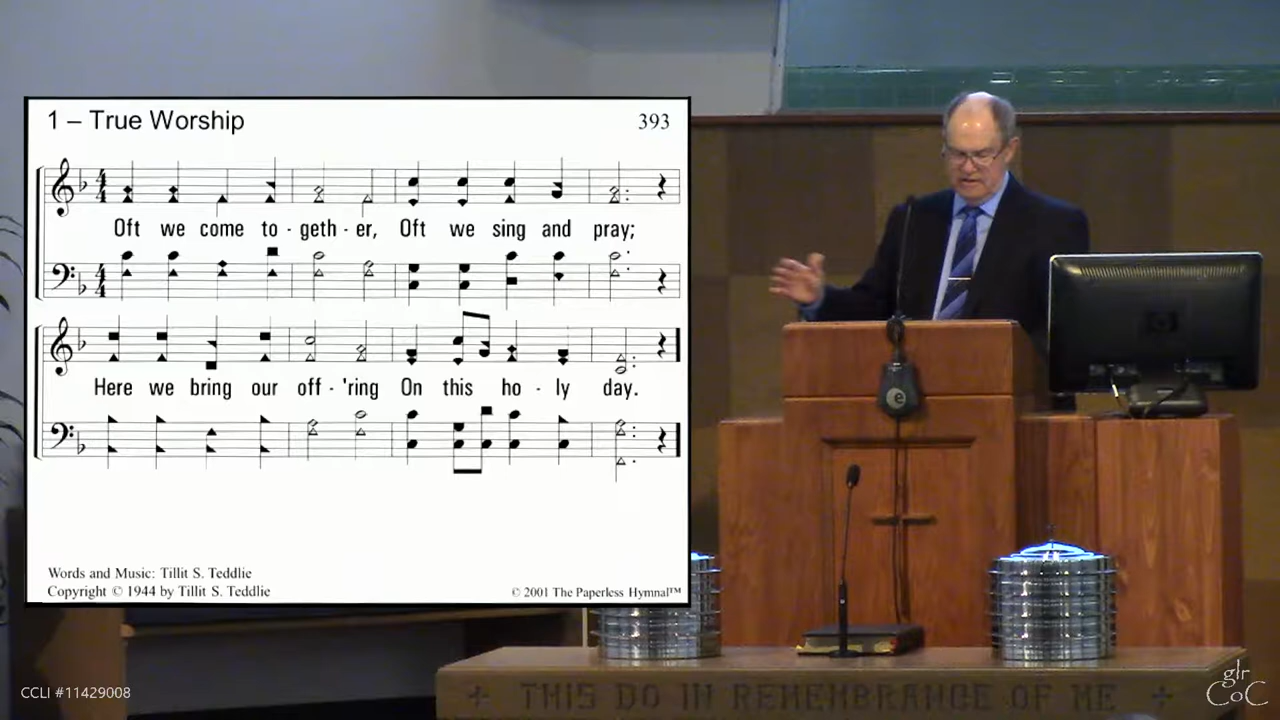 1 – True Worship
393
Oft we come to - geth - er, Oft we sing and pray;
Here we bring our off - 'ring On this ho - ly day.
Words and Music: Tillit S. Teddlie
Copyright © 1944 by Tillit S. Teddlie
© 2001 The Paperless Hymnal™
e
THIS DO IN REMEMBRANCE OF ME
CCLI #11429008
glr
CoC